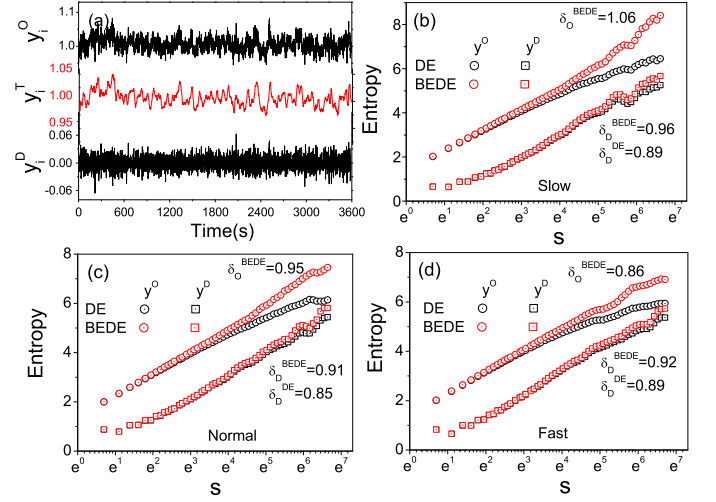 (a)
y_i^O
1.1
1.0
y_i^T
1.05
1.00
0.95
y_i^D
0.06
0.00
-0.06
0 600 1200 1800 2400 3000 3600
Time(s)
(b)
δ_O^BEDE=1.06
y^O y^D
DE
BEDE
δ_D^BEDE=0.96
δ_D^DE=0.89
Slow
Entropy
8
6
4
2
0
e^0 e^1 e^2 e^3 e^4 e^5 e^6 e^7
s
(c)
δ_O^BEDE=0.95
y^O y^D
DE
BEDE
δ_D^BEDE=0.91
δ_D^DE=0.85
Normal
Entropy
8
6
4
2
0
e^0 e^1 e^2 e^3 e^4 e^5 e^6 e^7
s
(d)
δ_O^BEDE=0.86
y^O y^D
DE
BEDE
δ_D^BEDE=0.92
δ_D^DE=0.89
Fast
Entropy
8
6
4
2
0
e^0 e^1 e^2 e^3 e^4 e^5 e^6 e^7
s